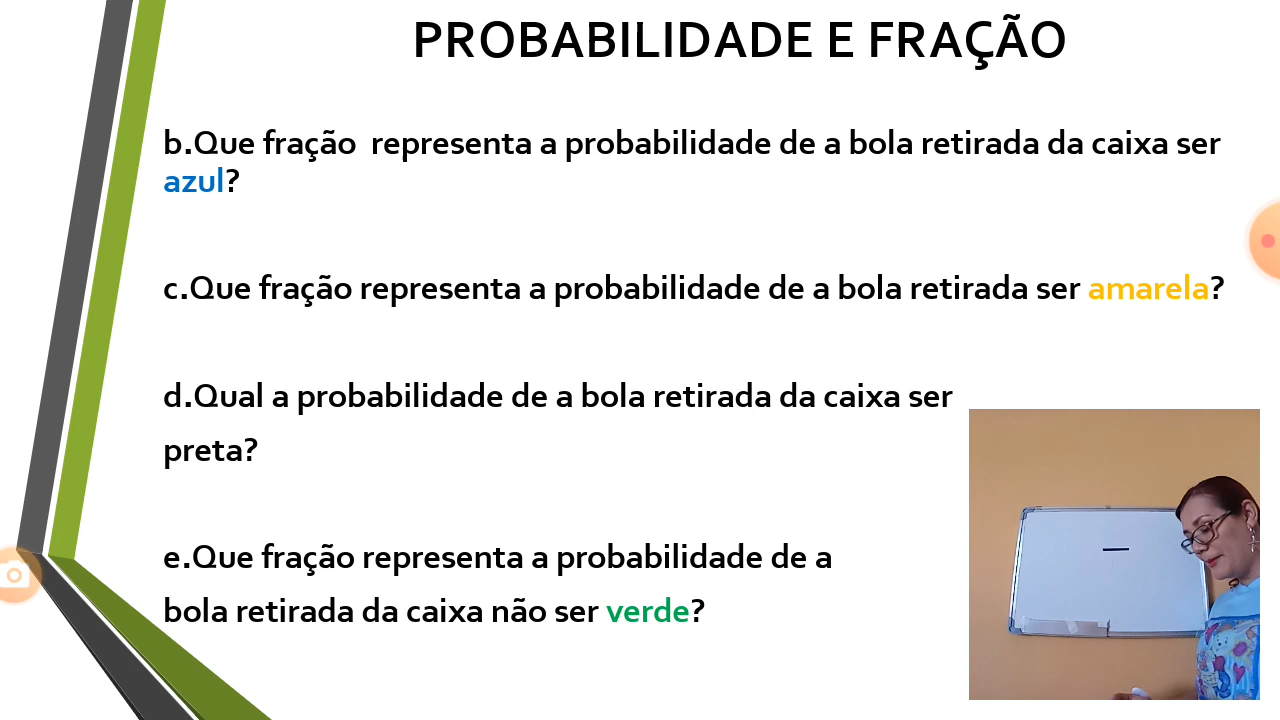 PROBABILIDADE E FRAÇÃO
b.Que fração representa a probabilidade de a bola retirada da caixa ser
azul?
c.Que fração representa a probabilidade de a bola retirada ser amarela?
d.Qual a probabilidade de a bola retirada da caixa ser
preta?
e.Que fração representa a probabilidade de a
bola retirada da caixa não ser verde?